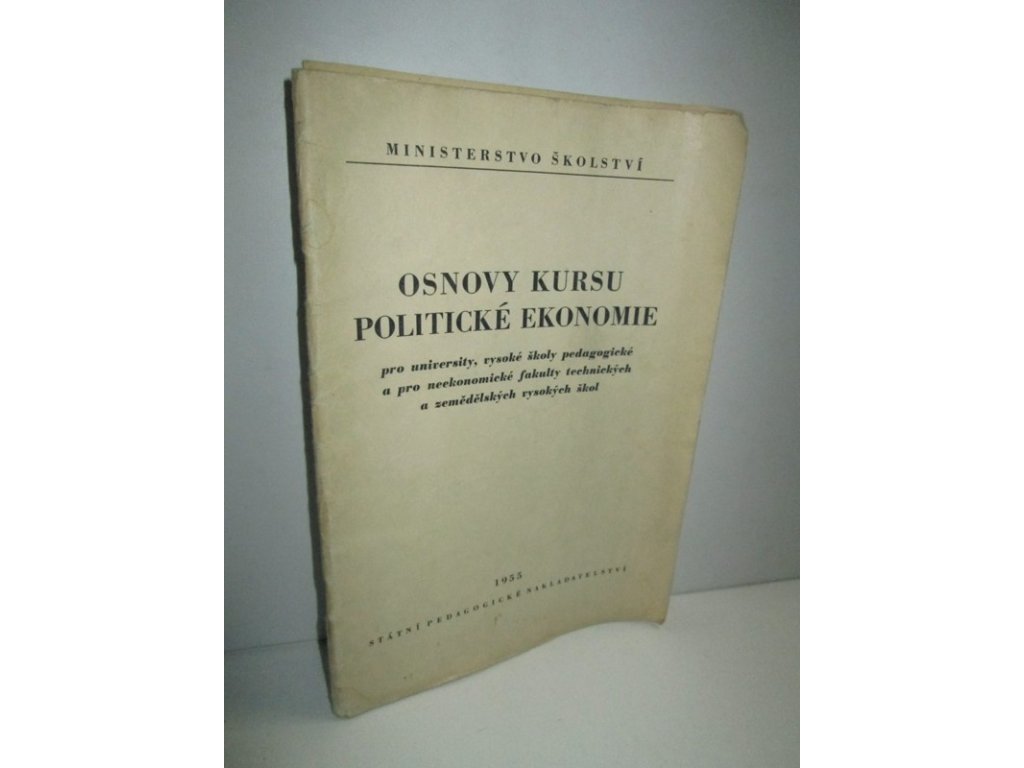 MINISTERSTVO ŠKOLSTVÍ
OSNOVY KURSU
POLITICKÉ EKONOMIE
pro university, vysoké školy pedagogické
a pro neekonomické fakulty technických
a zemědělských vysokých škol
1955
STÁTNÍ PEDAGOGICKÉ NAKLADATELSTVÍ